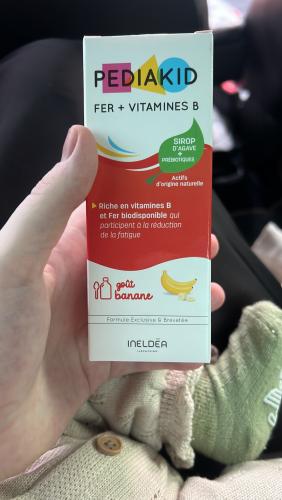 PEDIAKID
FER + VITAMINES B
SIROP
D'AGAVE
+
PRÉBIOTIQUES
Actifs
d'origine naturelle
Riche en vitamines B
et Fer biodisponible qui
participent à la réduction
de la fatigue
goût
banane
Formule Exclusive & Brevetée
INELDEA